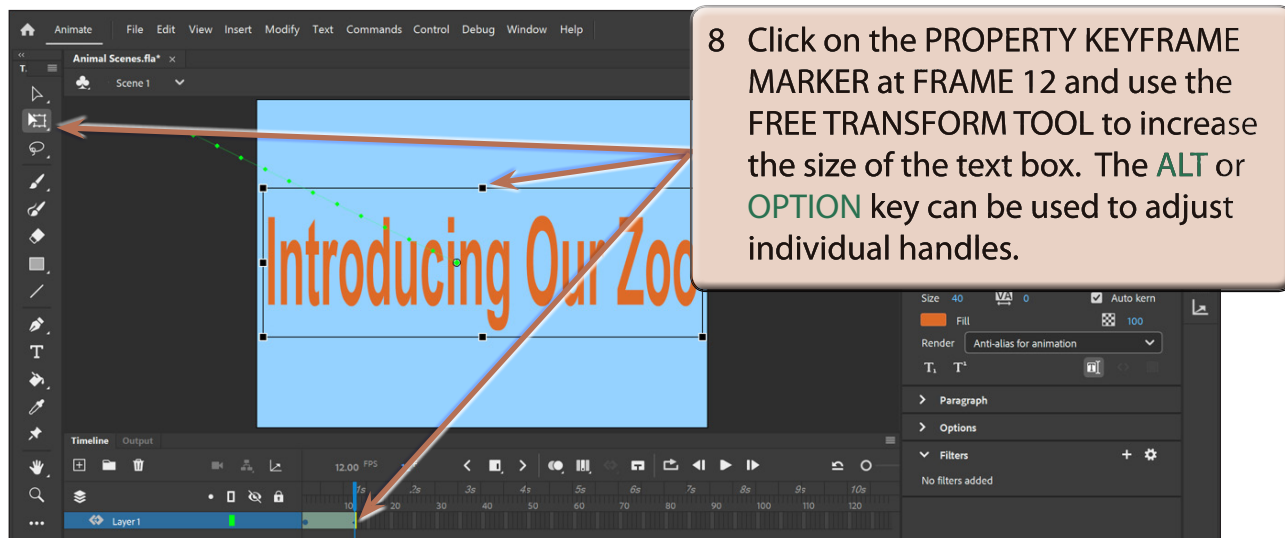 Animate File Edit View Insert Modify Text Commands Control Debug Window Help
Animal Scenes.fla* ×
T.
Scene 1
8 Click on the PROPERTY KEYFRAME
MARKER at FRAME 12 and use the
FREE TRANSFORM TOOL to increase
the size of the text box. The ALT or
OPTION key can be used to adjust
individual handles.
Introducing Our Zoo
Size 40 VA 0 Auto kern
Fill 100
Render Anti-alias for animation
T₁ T¹
Paragraph
Options
Filters
No filters added
Timeline Output
12.00 FPS
1s 2s 3s 4s 5s 6s 7s 8s 9s 10s
10 20 30 40 50 60 70 80 90 100 110 120
Layer1